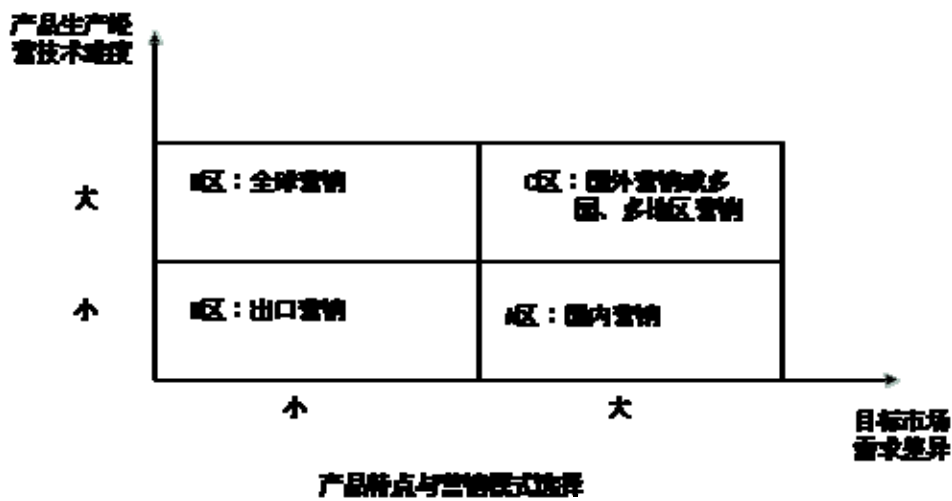 产品生产经
营技术难度
大
区：全球营销
C区：国外营销或多
国、多地区营销
小
区：出口营销
A区：国内营销
小
大
目标市场
需求差异
产品特点与营销模式选择